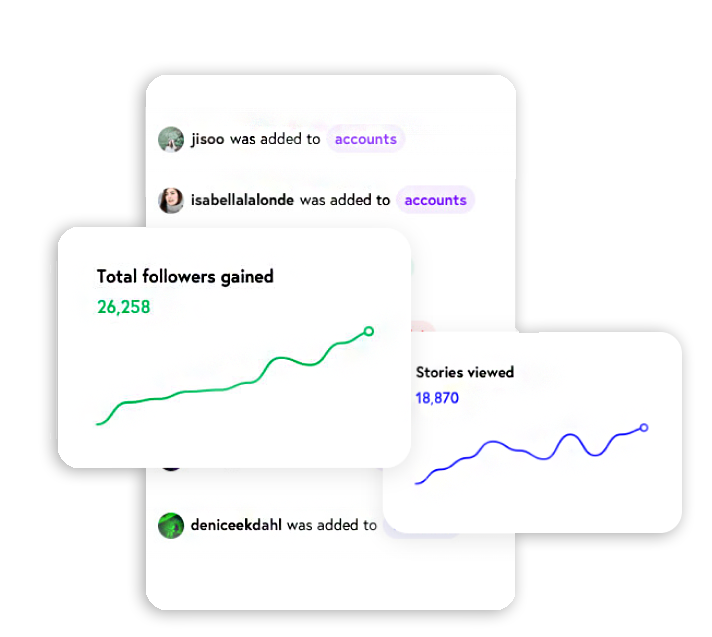 jisoo was added to accounts
isabellalalonde was added to accounts
Total followers gained
26,258
Stories viewed
18,870
deniceekdahl was added to